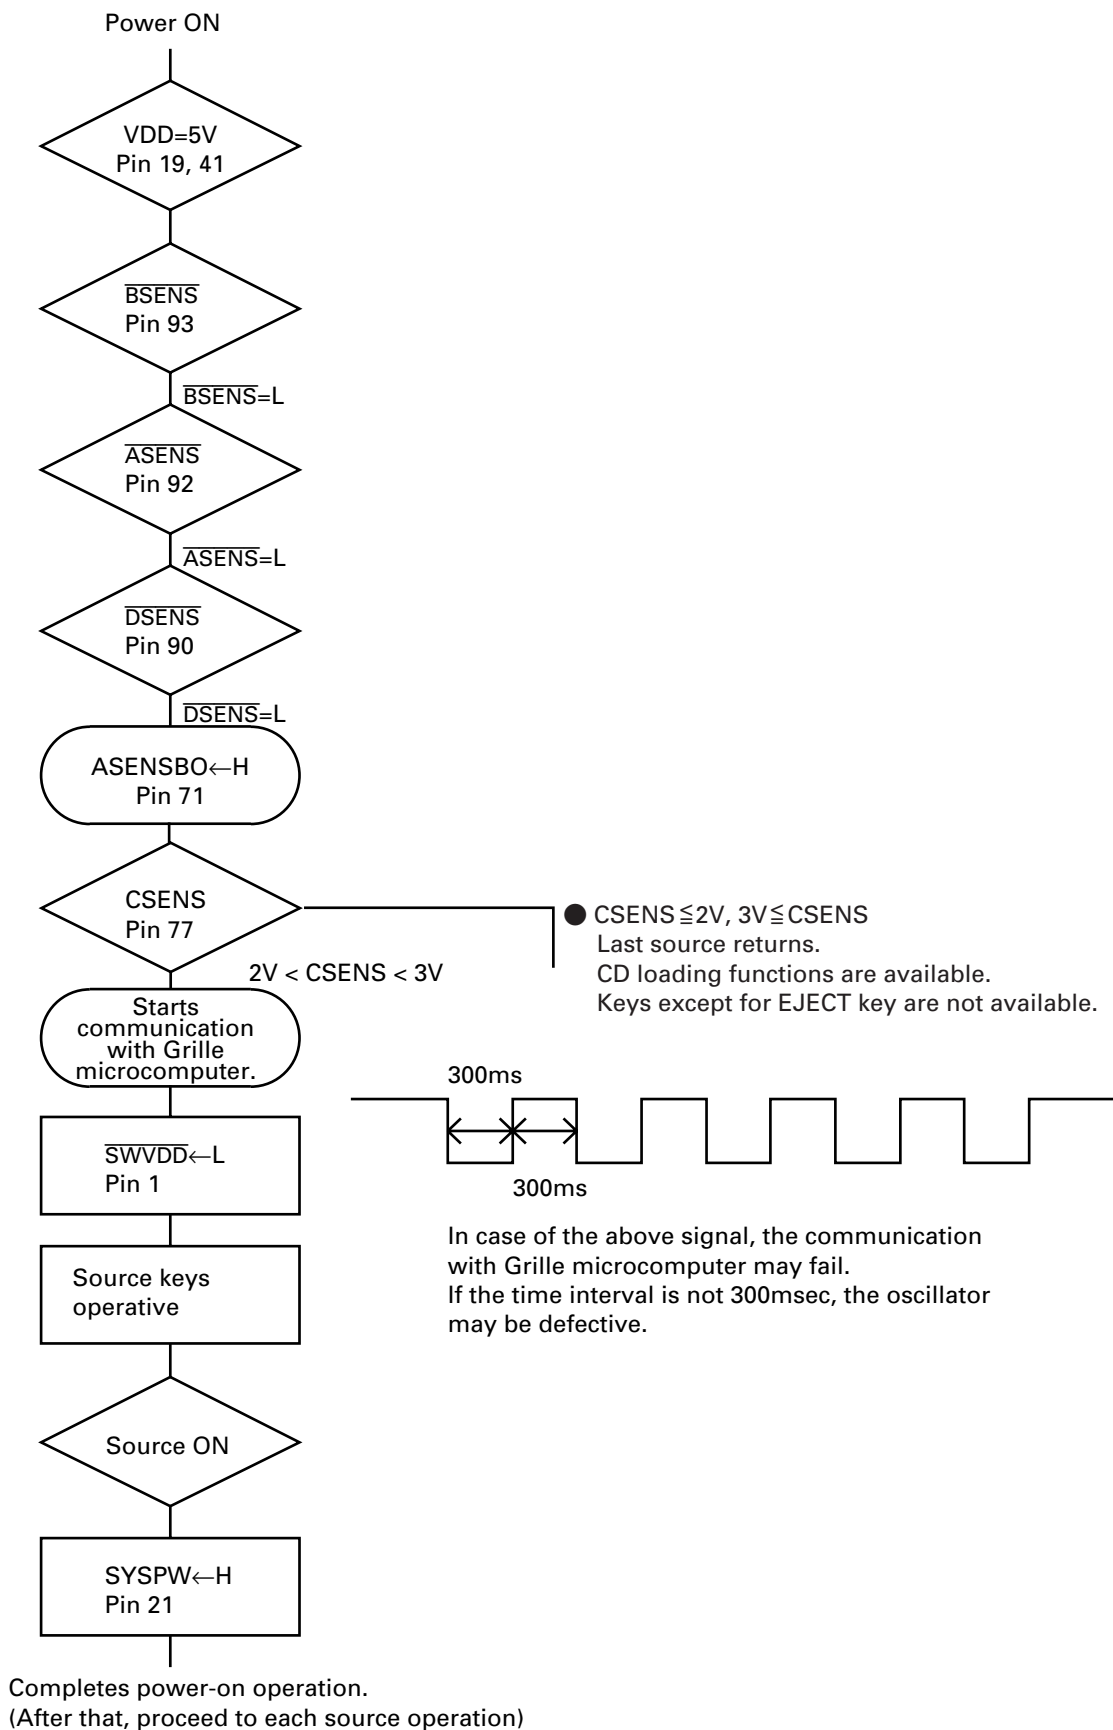 Power ON
VDD=5V
Pin 19, 41
BSENS
Pin 93
BSENS=L
ASENS
Pin 92
ASENS=L
DSENS
Pin 90
DSENS=L
ASENSBO←H
Pin 71
CSENS
Pin 77
● CSENS≦2V, 3V≦CSENS
Last source returns.
CD loading functions are available.
Keys except for EJECT key are not available.
2V < CSENS < 3V
Starts
communication
with Grille
microcomputer.
300ms
300ms
SWVDD←L
Pin 1
In case of the above signal, the communication
with Grille microcomputer may fail.
If the time interval is not 300msec, the oscillator
may be defective.
Source keys
operative
Source ON
SYSPW←H
Pin 21
Completes power-on operation.
(After that, proceed to each source operation)